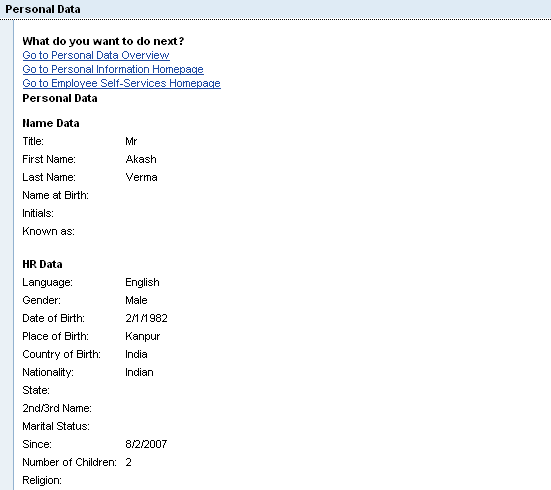 Personal Data
What do you want to do next?
Go to Personal Data Overview
Go to Personal Information Homepage
Go to Employee Self-Services Homepage
Personal Data
Name Data
Title: Mr
First Name: Akash
Last Name: Verma
Name at Birth:
Initials:
Known as:
HR Data
Language: English
Gender: Male
Date of Birth: 2/1/1982
Place of Birth: Kanpur
Country of Birth: India
Nationality: Indian
State:
2nd/3rd Name:
Marital Status:
Since: 8/2/2007
Number of Children: 2
Religion: